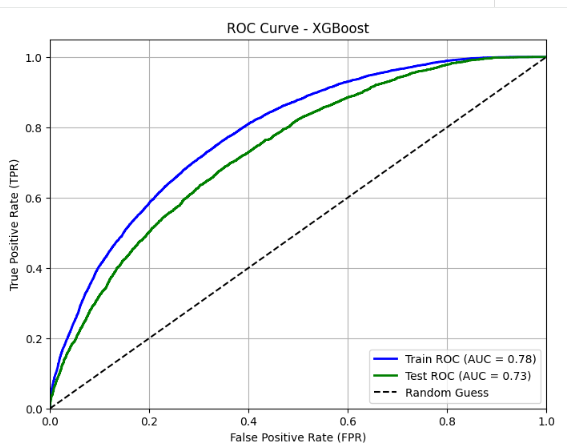 ROC Curve - XGBoost
True Positive Rate (TPR)
1.0
0.8
0.6
0.4
0.2
0.0
Train ROC (AUC = 0.78)
Test ROC (AUC = 0.73)
Random Guess
0.0 0.2 0.4 0.6 0.8 1.0
False Positive Rate (FPR)